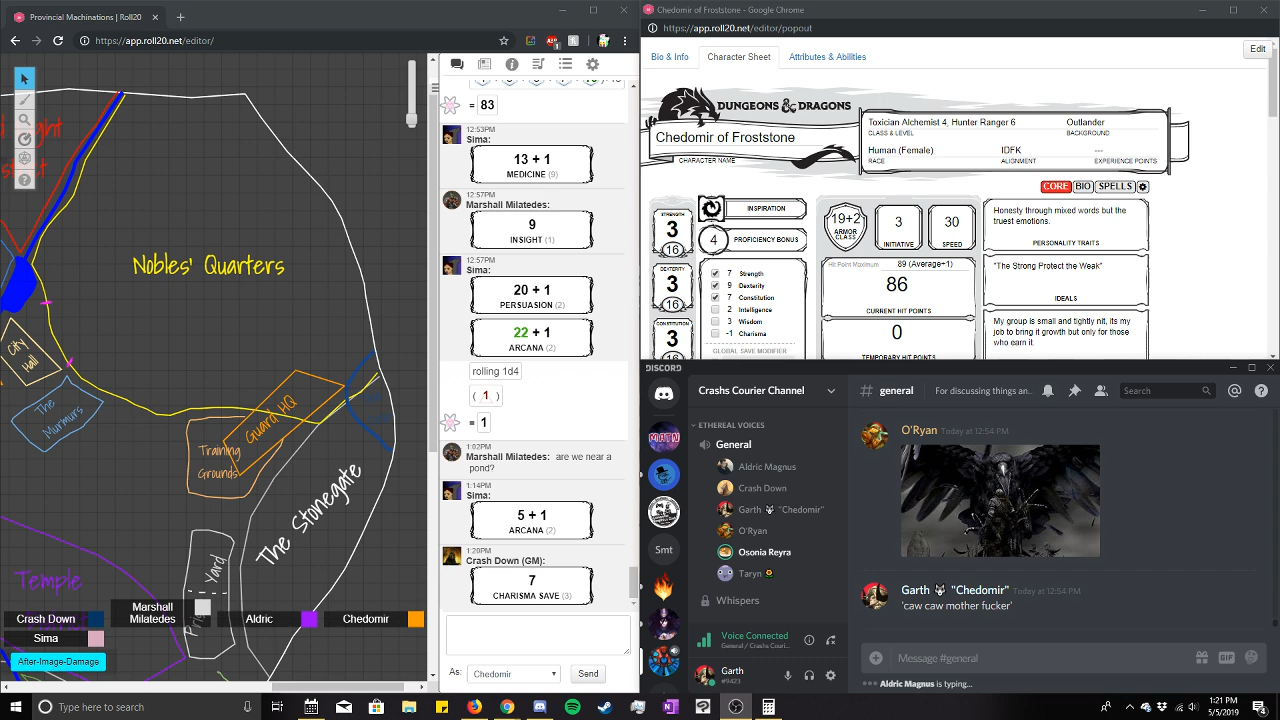 Provincial Machinations | Roll20
https://app.roll20.net/editor/
Nobles' Quarters
The
Murmurs
Hall
Guard HQ
Training
Grounds
The Stonegate
Yard
Temple
Crash Down
Marshall
Milatedes
Aldric
Chedomir
Sima
After-Image-Damage
= 83
12:53PM
Sima:
13 + 1
MEDICINE (9)
12:57PM
Marshall Milatedes:
9
INSIGHT (1)
12:57PM
Sima:
20 + 1
PERSUASION (2)
22 + 1
ARCANA (2)
rolling 1d4
( 1 )
= 1
1:02PM
Marshall Milatedes: are we near a
pond?
1:14PM
Sima:
5 + 1
ARCANA (2)
1:20PM
Crash Down (GM):
7
CHARISMA SAVE (3)
As:
Chedomir
Send
Chedomir of Froststone - Google Chrome
https://app.roll20.net/editor/popout
Bio & Info
Character Sheet
Attributes & Abilities
Edit
DUNGEONS & DRAGONS
Chedomir of Froststone
CHARACTER NAME
Toxician Alchemist 4, Hunter Ranger 6
Outlander
CLASS & LEVEL
BACKGROUND
Human (Female)
IDFK
---
RACE
ALIGNMENT
EXPERIENCE POINTS
CORE
BIO
SPELLS
STRENGTH
3
16
DEXTERITY
3
16
CONSTITUTION
3
INSPIRATION
4
PROFICIENCY BONUS
7 Strength
9 Dexterity
7 Constitution
2 Intelligence
3 Wisdom
-1 Charisma
GLOBAL SAVE MODIFIER
19+2
ARMOR
CLASS
3
INITIATIVE
30
SPEED
Hit Point Maximum 89 (Average+1)
86
CURRENT HIT POINTS
0
TEMPORARY HIT POINTS
Honesty through mixed words but the
truest emotions.
PERSONALITY TRAITS
"The Strong Protect the Weak"
IDEALS
My group is small and tightly nit, its my
job to bring it growth but only for those
who earn it.
DISCORD
Crashs Courier Channel
# general
For discussing things an...
Search
ETHEREAL VOICES
General
Aldric Magnus
Crash Down
Garth 🐺 "Chedomir"
O'Ryan
Osonia Reyra
Taryn 🌻
Whispers
Smt
Voice Connected
General / Crashs Couri...
Garth
#9423
O'Ryan Today at 12:54 PM
Garth 🐺 "Chedomir" Today at 12:54 PM
'caw caw mother fucker'
Message #general
GIF
Aldric Magnus is typing...
Type here to search
1:21 PM
5/5/2019